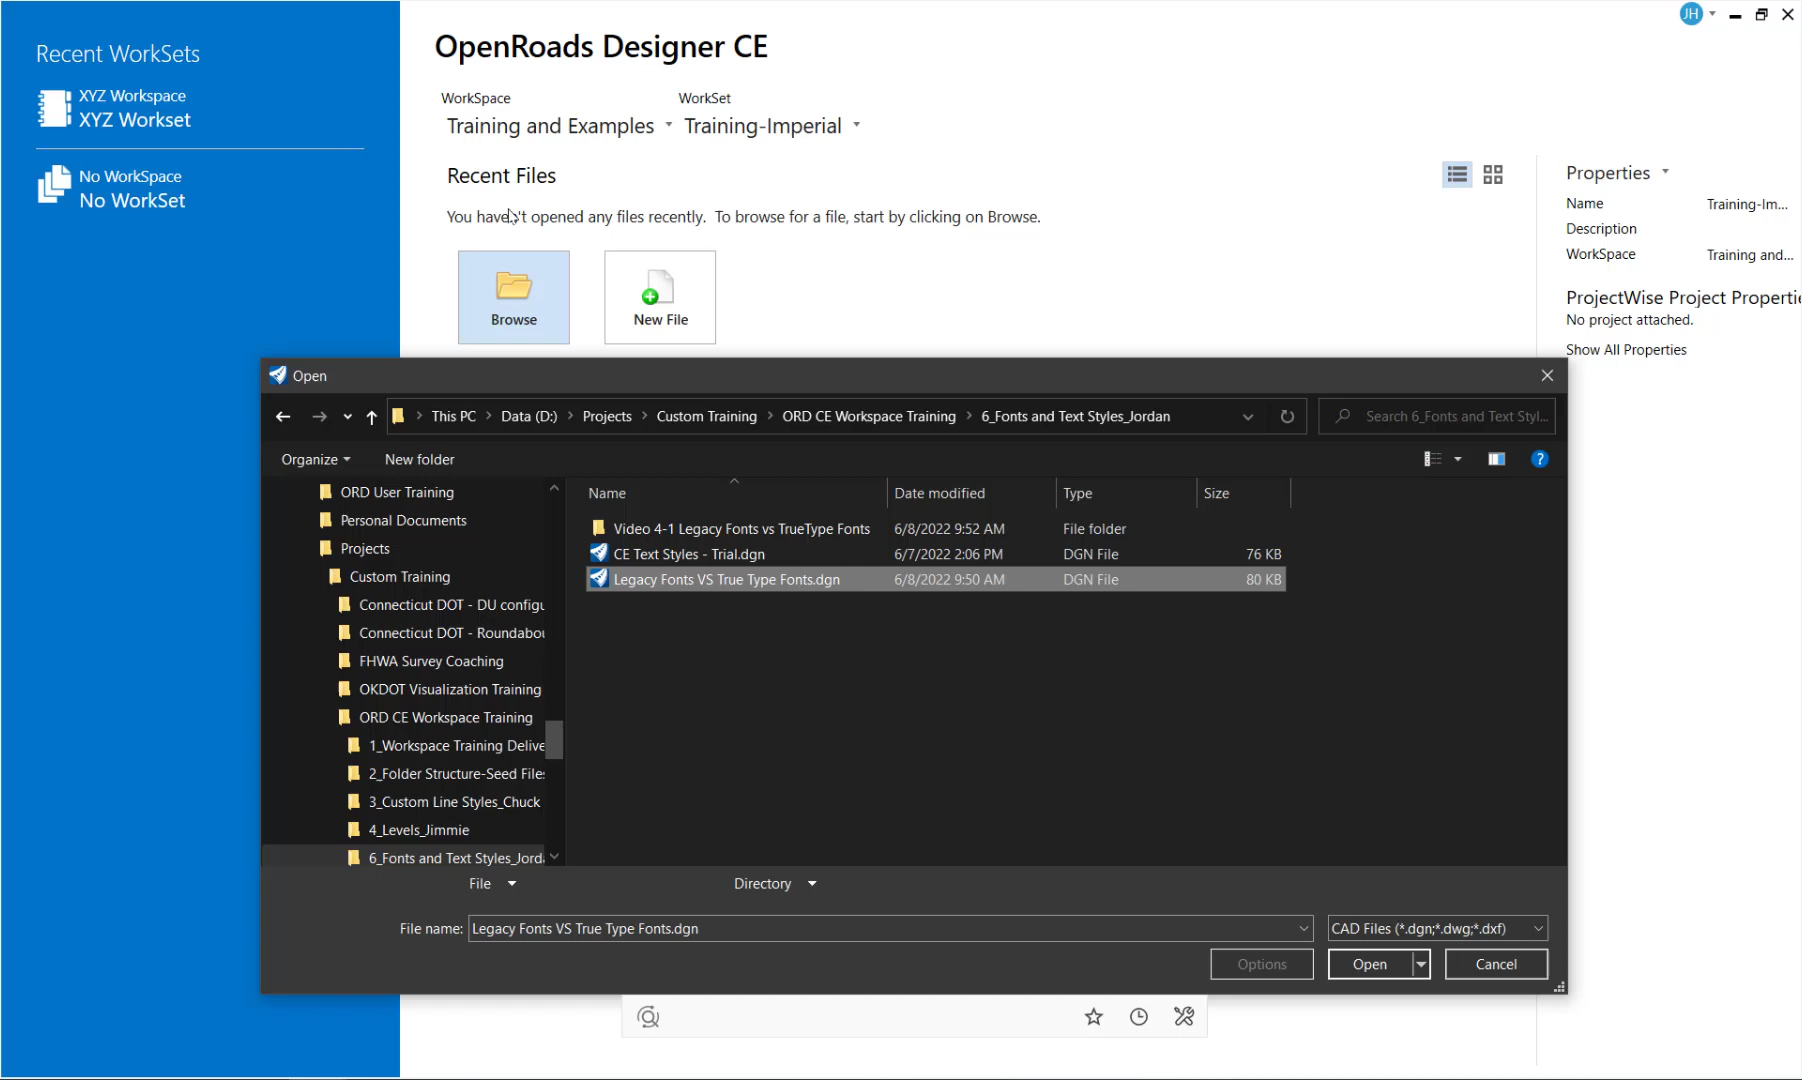 JH
Recent WorkSets
XYZ Workspace
XYZ Workset
No WorkSpace
No WorkSet
OpenRoads Designer CE
WorkSpace WorkSet
Training and Examples Training-Imperial
Recent Files
You haven't opened any files recently. To browse for a file, start by clicking on Browse.
Browse New File
Properties
Name Training-Im...
Description
WorkSpace Training and...
ProjectWise Project Properti
No project attached.
Show All Properties
Open
This PC > Data (D:) > Projects > Custom Training > ORD CE Workspace Training > 6_Fonts and Text Styles_Jordan
Search 6_Fonts and Text Styl...
Organize New folder
?
ORD User Training
Personal Documents
Projects
Custom Training
Connecticut DOT - DU configu
Connecticut DOT - Roundabou
FHWA Survey Coaching
OKDOT Visualization Training
ORD CE Workspace Training
1_Workspace Training Delive
2_Folder Structure-Seed Files
3_Custom Line Styles_Chuck
4_Levels_Jimmie
6_Fonts and Text Styles_Jorda
Name Date modified Type Size
Video 4-1 Legacy Fonts vs TrueType Fonts 6/8/2022 9:52 AM File folder
CE Text Styles - Trial.dgn 6/7/2022 2:06 PM DGN File 76 KB
Legacy Fonts VS True Type Fonts.dgn 6/8/2022 9:50 AM DGN File 80 KB
File Directory
File name: Legacy Fonts VS True Type Fonts.dgn CAD Files (*.dgn;*.dwg;*.dxf)
Options Open Cancel